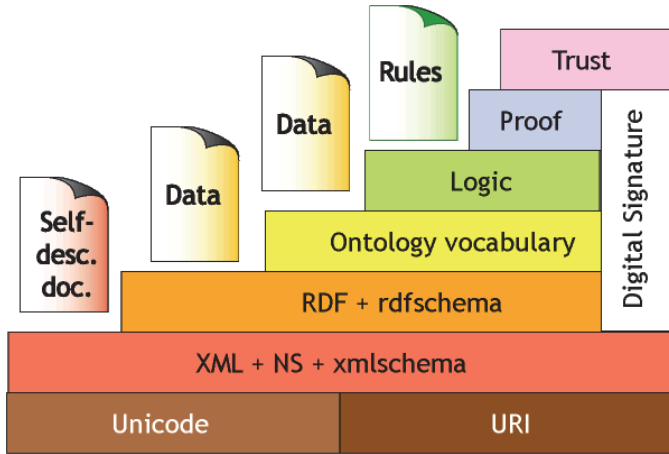 Trust
Rules
Proof
Data
Logic
Digital Signature
Data
Ontology vocabulary
Self-
desc.
doc.
RDF + rdfschema
XML + NS + xmlschema
Unicode
URI